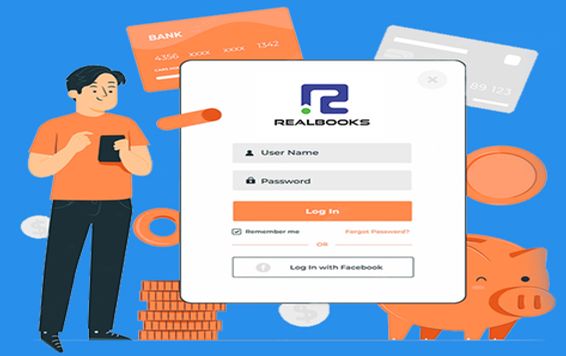 BANK
4356 xxxx xxxx 1342
89 123
REALBOOKS
User Name
Password
Log In
Remember me
Forgot Password?
OR
Log In with Facebook